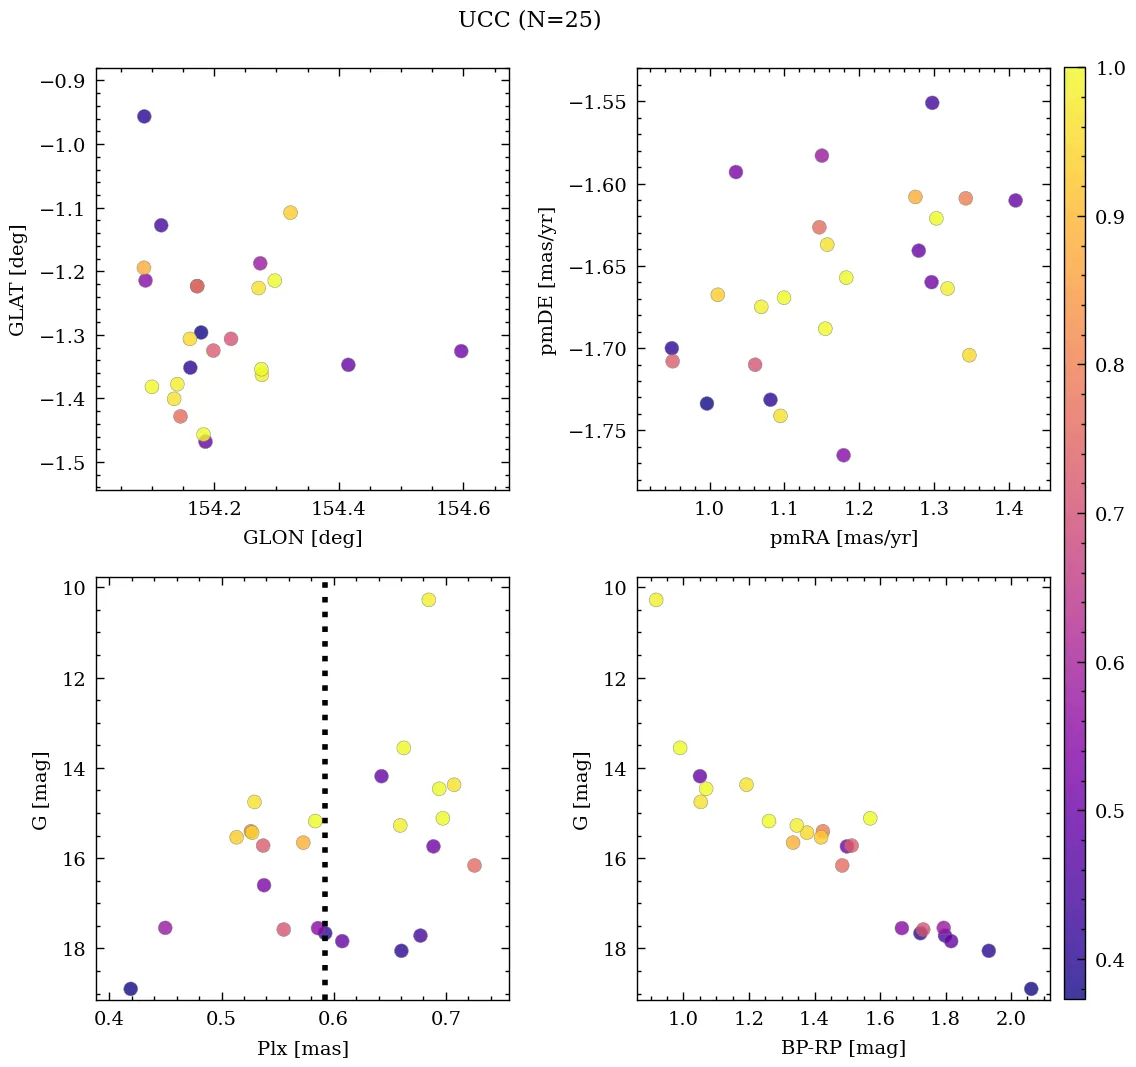 UCC (N=25)
−0.9
−1.0
−1.1
−1.2
−1.3
−1.4
−1.5
GLAT [deg]
154.2 154.4 154.6
GLON [deg]
−1.55
−1.60
−1.65
−1.70
−1.75
pmDE [mas/yr]
1.0 1.1 1.2 1.3 1.4
pmRA [mas/yr]
10
12
14
16
18
G [mag]
0.4 0.5 0.6 0.7
Plx [mas]
10
12
14
16
18
G [mag]
1.0 1.2 1.4 1.6 1.8 2.0
BP-RP [mag]
1.0
0.9
0.8
0.7
0.6
0.5
0.4